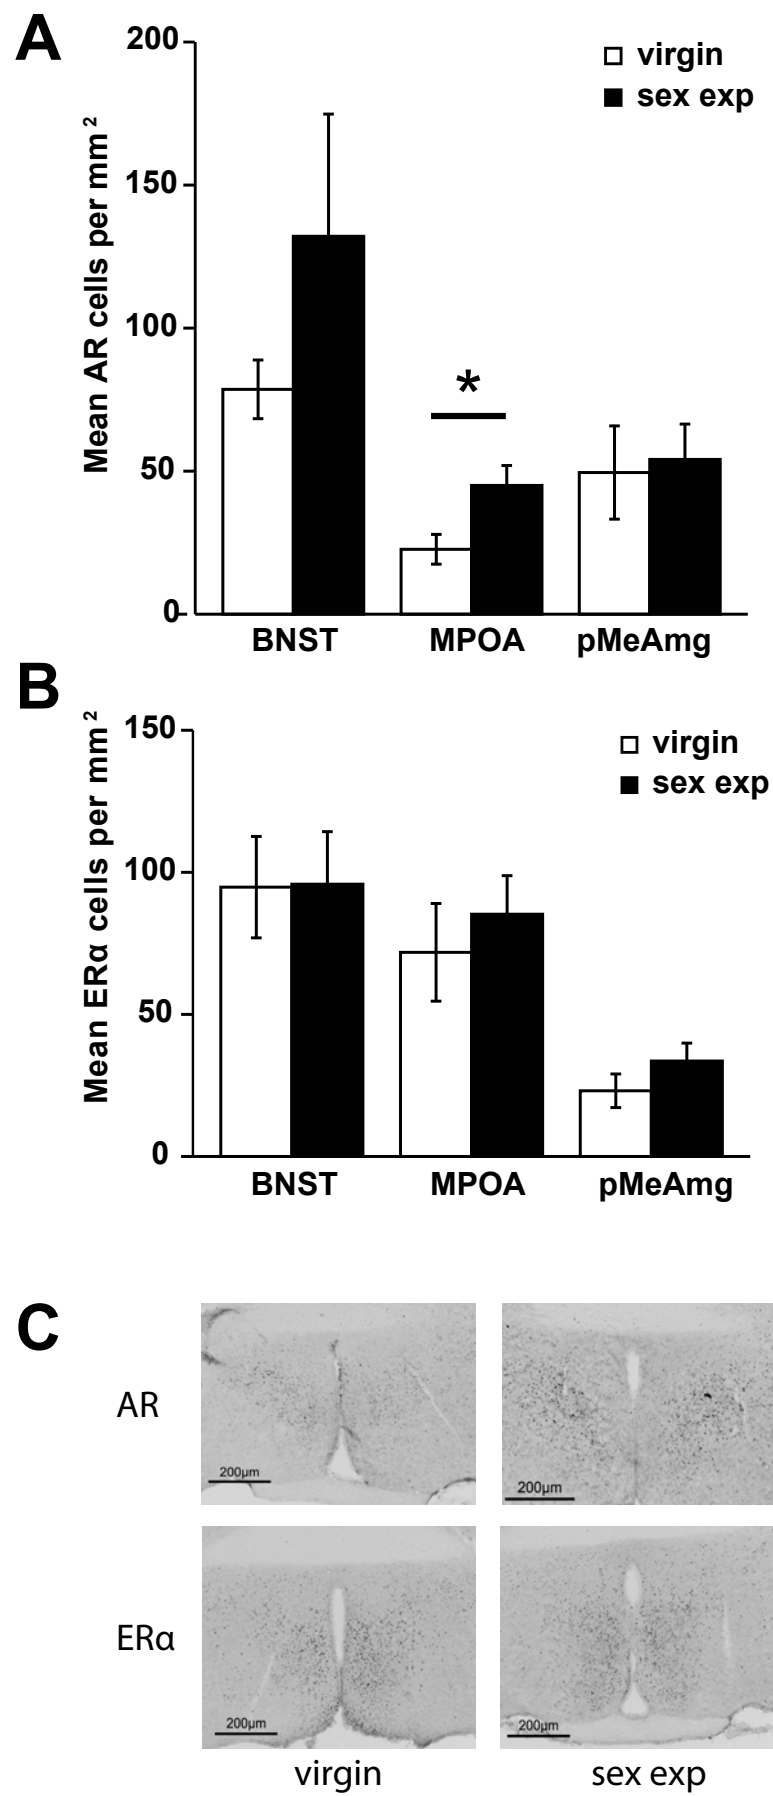 A
Mean AR cells per mm²
200
150
100
50
0
virgin
sex exp
*
BNST MPOA pMeAmg
B
Mean ERα cells per mm²
150
100
50
0
virgin
sex exp
BNST MPOA pMeAmg
C
AR
200µm 200µm
ERα
200µm 200µm
virgin sex exp